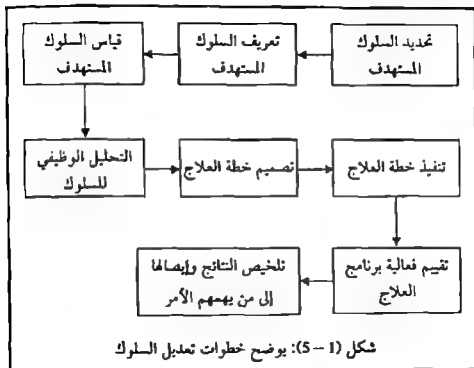 تحديد السلوك
المستهدف
تعريف السلوك
المستهدف
قياس السلوك
المستهدف
التحليل الوظيفي
للسلوك
تصميم خطة العلاج
تنفيذ خطة العلاج
تقييم فعالية برنامج
العلاج
تلخيص النتائج وإيصالها
إلى من يهمهم الأمر
شكل (1 – 5): يوضح خطوات تعديل السلوك